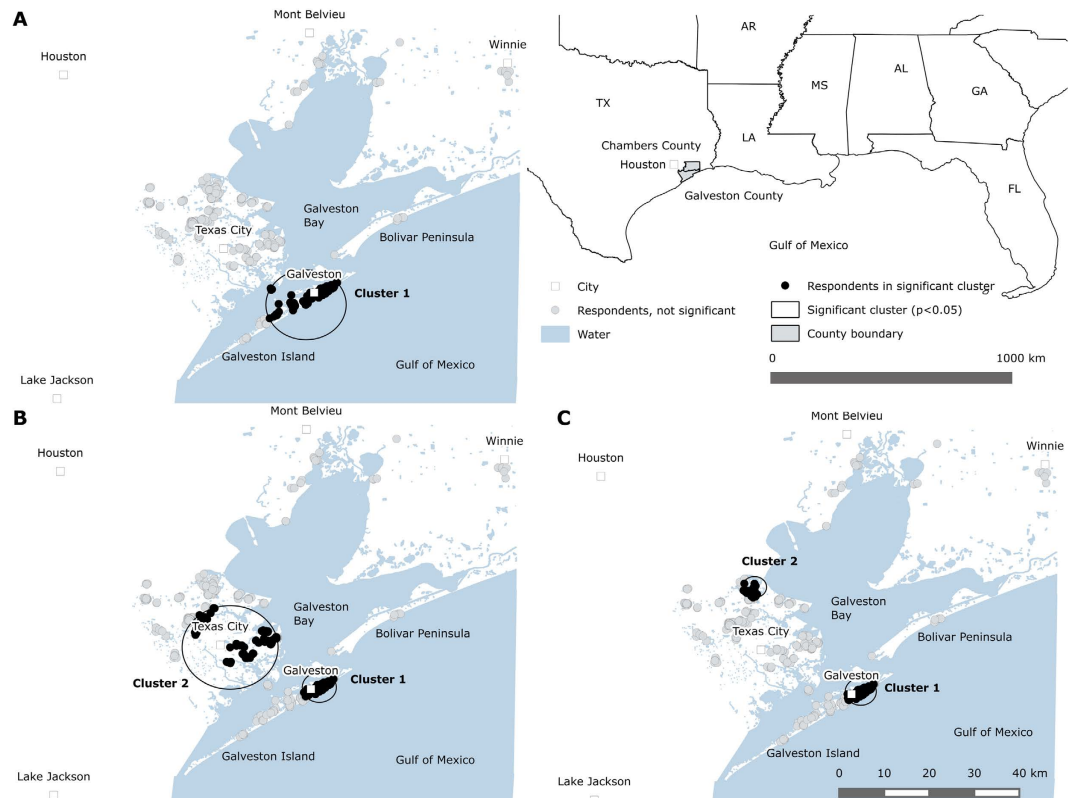 A
Mont Belvieu
Houston
Winnie
Galveston
Bay
Texas City
Bolivar Peninsula
Galveston
Cluster 1
Galveston Island
Gulf of Mexico
Lake Jackson
AR
TX
MS
AL
GA
LA
Chambers County
Houston
Galveston County
FL
Gulf of Mexico
City
Respondents, not significant
Water
Respondents in significant cluster
Significant cluster (p<0.05)
County boundary
0 1000 km
B
Mont Belvieu
Houston
Winnie
Galveston
Bay
Texas City
Bolivar Peninsula
Galveston
Cluster 2
Cluster 1
Galveston Island
Gulf of Mexico
Lake Jackson
C
Mont Belvieu
Houston
Winnie
Cluster 2
Galveston
Bay
Texas City
Bolivar Peninsula
Galveston
Cluster 1
Gulf of Mexico
Galveston Island
Lake Jackson
0 10 20 30 40 km